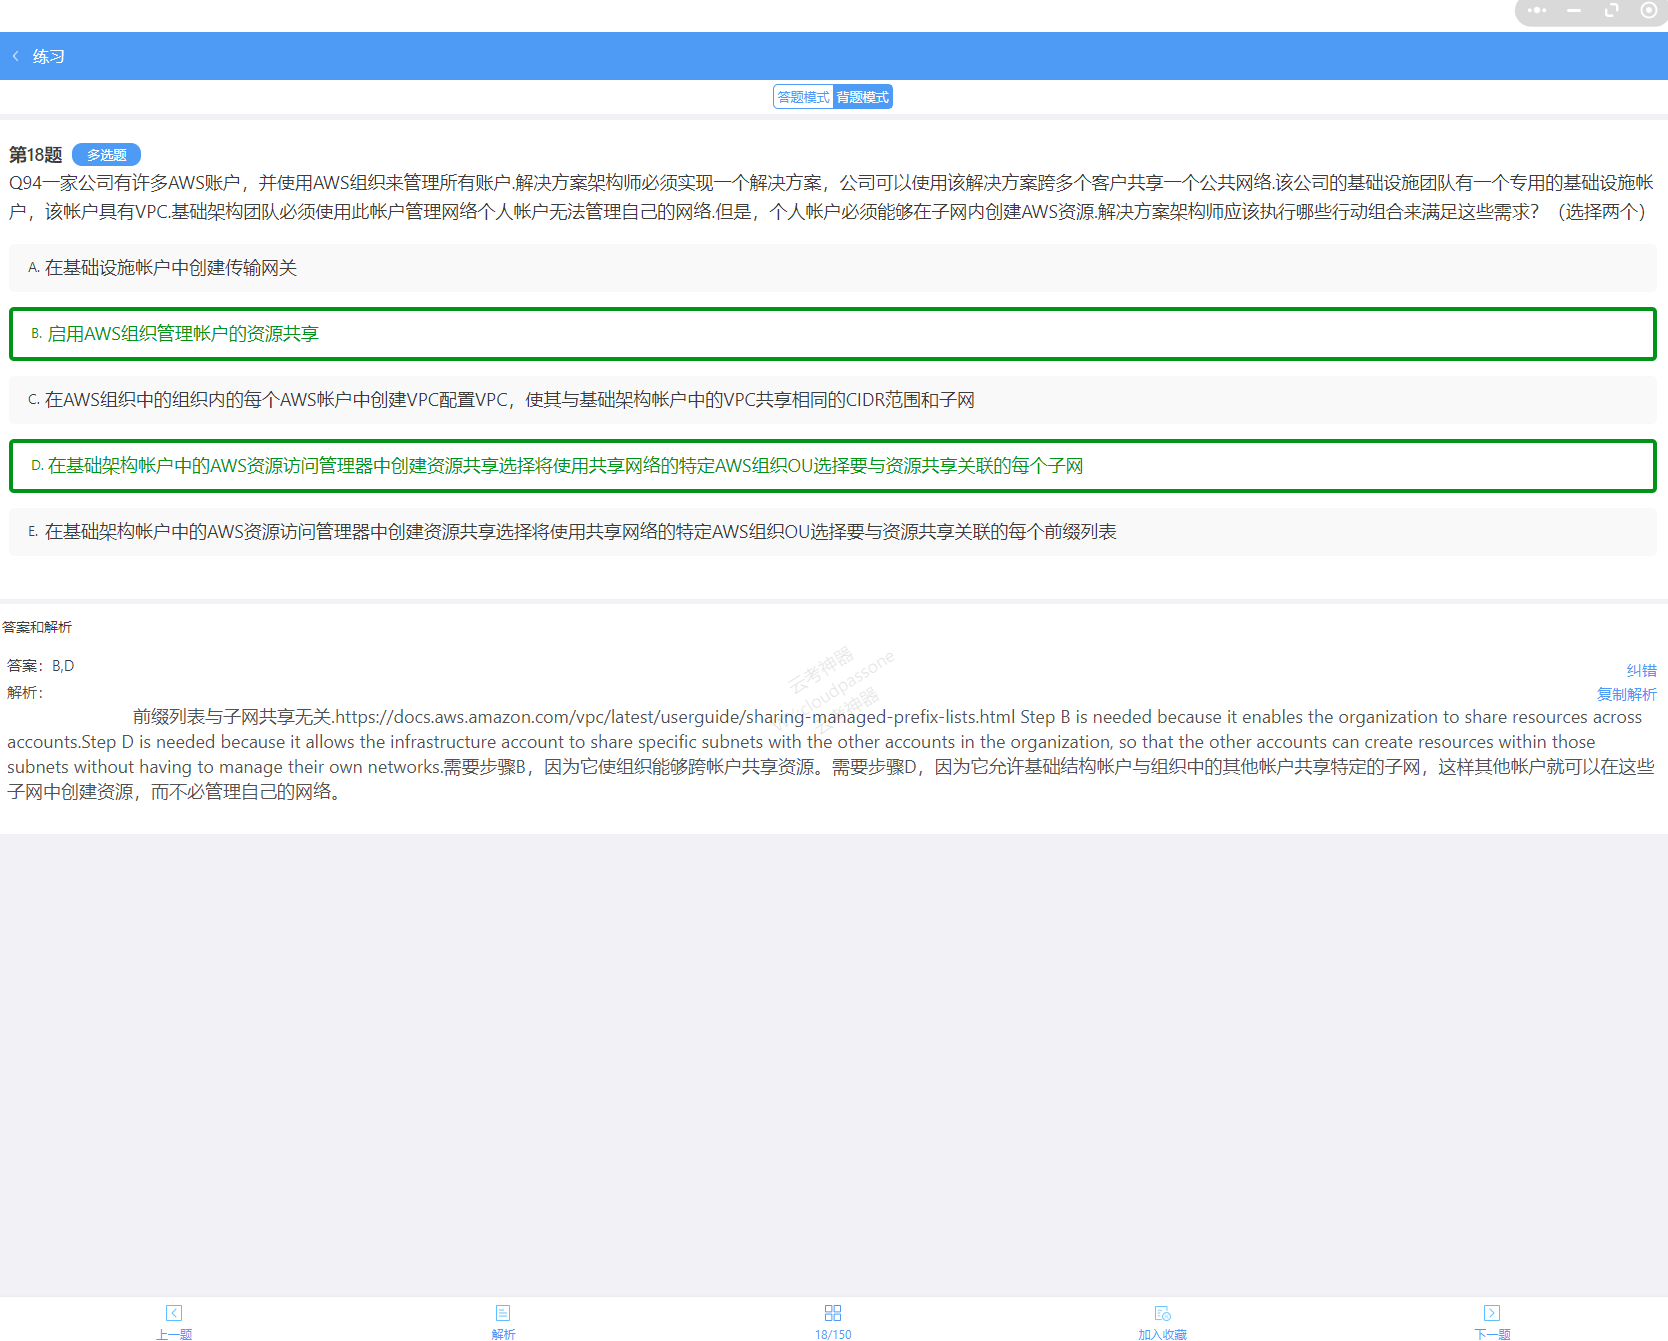 练习
答题模式 背题模式
第18题 多选题
Q94一家公司有许多AWS账户，并使用AWS组织来管理所有账户.解决方案架构师必须实现一个解决方案，公司可以使用该解决方案跨多个客户共享一个公共网络.该公司的基础设施团队有一个专用的基础设施帐
户，该帐户具有VPC.基础架构团队必须使用此帐户管理网络个人帐户无法管理自己的网络.但是，个人帐户必须能够在子网内创建AWS资源.解决方案架构师应该执行哪些行动组合来满足这些需求？（选择两个）
A. 在基础设施帐户中创建传输网关
B. 启用AWS组织管理帐户的资源共享
C. 在AWS组织中的组织内的每个AWS帐户中创建VPC配置VPC，使其与基础架构帐户中的VPC共享相同的CIDR范围和子网
D. 在基础架构帐户中的AWS资源访问管理器中创建资源共享选择将使用共享网络的特定AWS组织OU选择要与资源共享关联的每个子网
E. 在基础架构帐户中的AWS资源访问管理器中创建资源共享选择将使用共享网络的特定AWS组织OU选择要与资源共享关联的每个前缀列表
答案和解析
答案：B,D
纠错
解析：
复制解析
前缀列表与子网共享无关.https://docs.aws.amazon.com/vpc/latest/userguide/sharing-managed-prefix-lists.html Step B is needed because it enables the organization to share resources across
accounts.Step D is needed because it allows the infrastructure account to share specific subnets with the other accounts in the organization, so that the other accounts can create resources within those
subnets without having to manage their own networks.需要步骤B，因为它使组织能够跨帐户共享资源。需要步骤D，因为它允许基础结构帐户与组织中的其他帐户共享特定的子网，这样其他帐户就可以在这些
子网中创建资源，而不必管理自己的网络。
云考神器
cloudpassone
云考神器
上一题 解析 18/150 加入收藏 下一题